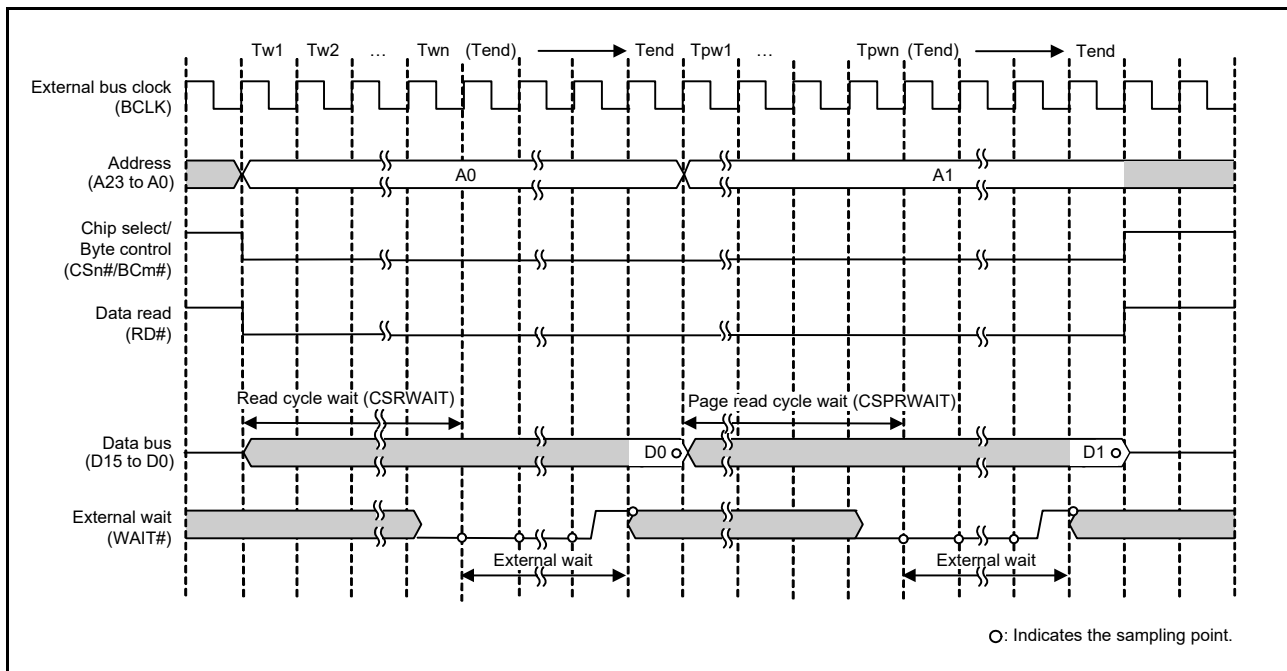 Tw1 Tw2 … Twn (Tend) Tend Tpw1 … Tpwn (Tend) Tend
External bus clock
(BCLK)
Address
(A23 to A0)
A0 A1
Chip select/
Byte control
(CSn#/BCm#)
Data read
(RD#)
Read cycle wait (CSRWAIT) Page read cycle wait (CSPRWAIT)
Data bus
(D15 to D0)
D0 D1
External wait
(WAIT#)
External wait External wait
: Indicates the sampling point.